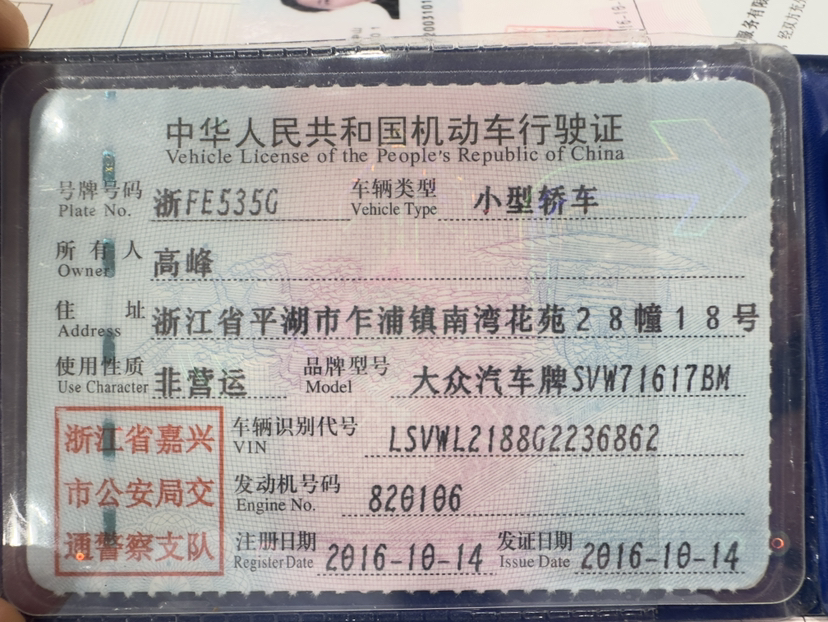 中华人民共和国机动车行驶证
Vehicle License of the People's Republic of China
号牌号码 Plate No. 浙FE535G 车辆类型 Vehicle Type 小型轿车
所有人 Owner 高峰
住址 Address 浙江省平湖市乍浦镇南湾花苑28幢18号
使用性质 Use Character 非营运 品牌型号 Model 大众汽车牌SVW71617BM
浙江省嘉兴
市公安局交
通警察支队
车辆识别代号 VIN LSVWL2188G2236862
发动机号码 Engine No. 820106
注册日期 Register Date 2016-10-14 发证日期 Issue Date 2016-10-14